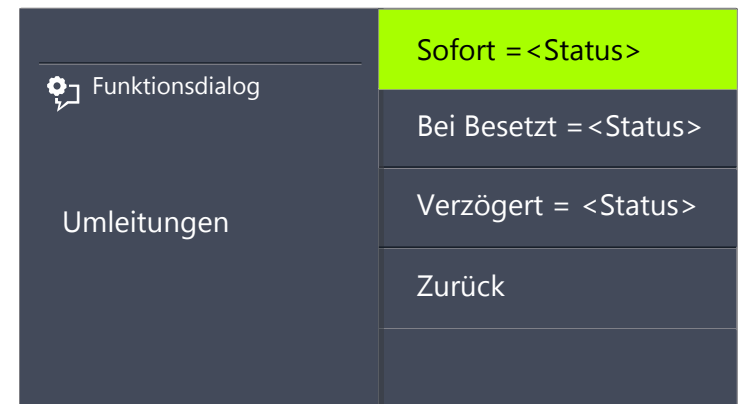 Funktionsdialog
Umleitungen
Sofort =<Status>
Bei Besetzt =<Status>
Verzögert = <Status>
Zurück